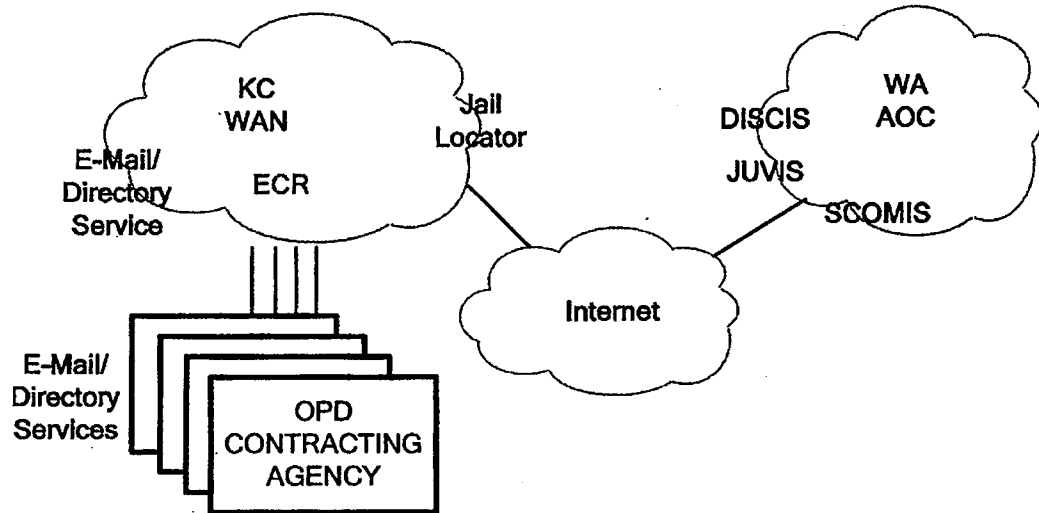 KC
WAN
Jail
Locator
E-Mail/
Directory
Service
ECR
WA
AOC
DISCIS
JUVIS
SCOMIS
Internet
E-Mail/
Directory
Services
OPD
CONTRACTING
AGENCY